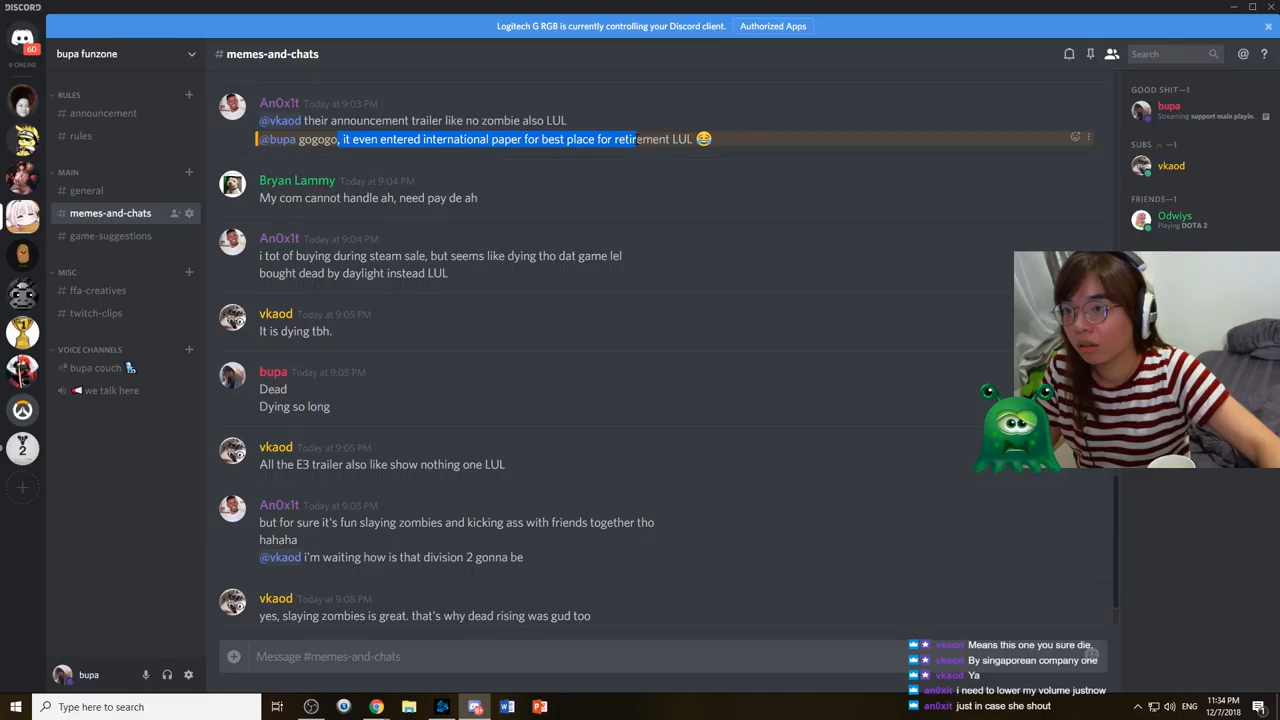 DISCORD
Logitech G RGB is currently controlling your Discord client. Authorized Apps
60
9 ONLINE
bupa funzone
# memes-and-chats
Search
RULES
# announcement
# rules
MAIN
# general
# memes-and-chats
# game-suggestions
MISC
# ffa-creatives
# twitch-clips
VOICE CHANNELS
bupa couch
we talk here
2
bupa
An0x1t Today at 9:03 PM
@vkaod their announcement trailer like no zombie also LUL
@bupa gogogo, it even entered international paper for best place for retirement LUL 😂
Bryan Lammy Today at 9:04 PM
My com cannot handle ah, need pay de ah
An0x1t Today at 9:04 PM
i tot of buying during steam sale, but seems like dying tho dat game lel
bought dead by daylight instead LUL
vkaod Today at 9:05 PM
It is dying tbh.
bupa Today at 9:05 PM
Dead
Dying so long
vkaod Today at 9:05 PM
All the E3 trailer also like show nothing one LUL
An0x1t Today at 9:05 PM
but for sure it's fun slaying zombies and kicking ass with friends together tho
hahaha
@vkaod i'm waiting how is that division 2 gonna be
vkaod Today at 9:08 PM
yes, slaying zombies is great. that's why dead rising was gud too
Message #memes-and-chats
GOOD SHIT—1
bupa
Streaming support main playin...
SUBS —1
vkaod
FRIENDS—1
Odwiys
Playing DOTA 2
vkaod Means this one you sure die.
vkaod By singaporean company one
vkaod Ya
an0xit i need to lower my volume justnow
an0xit just in case she shout
Type here to search
11:34 PM
12/7/2018
1